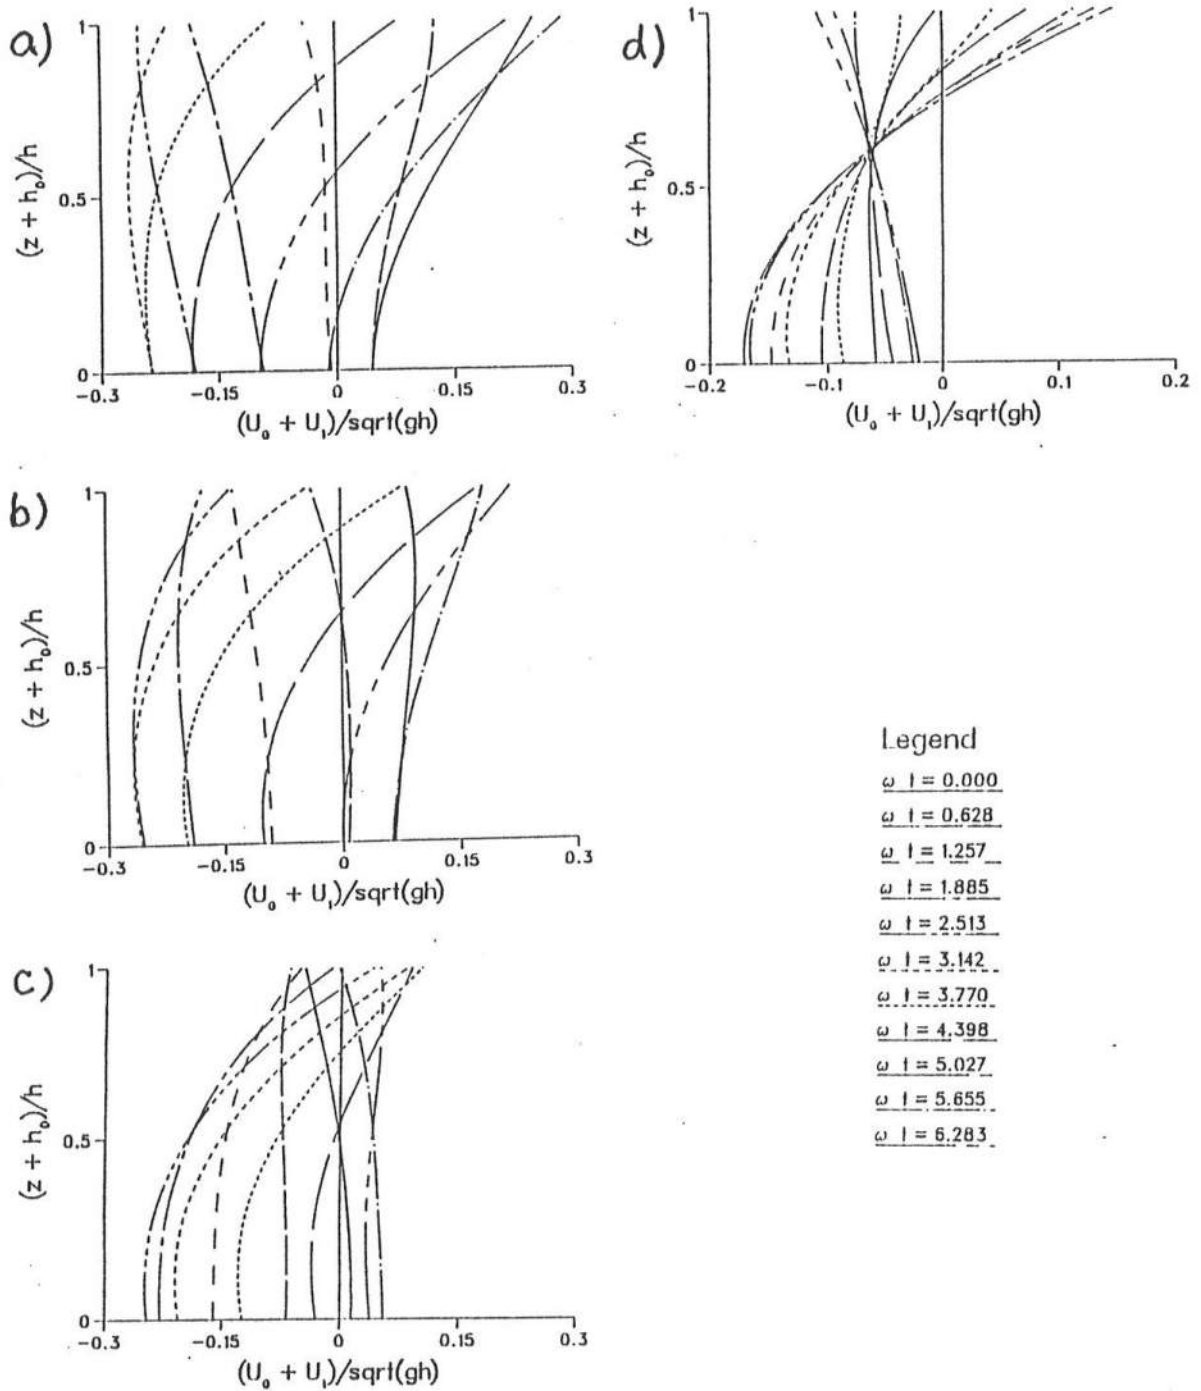 a)
1
0.5
0
(z + h₀)/h
-0.3
-0.15
0
0.15
0.3
(U₀ + U₁)/sqrt(gh)
d)
1
0.5
0
(z + h₀)/h
-0.2
-0.1
0
0.1
0.2
(U₀ + U₁)/sqrt(gh)
b)
1
0.5
0
(z + h₀)/h
-0.3
-0.15
0
0.15
0.3
(U₀ + U₁)/sqrt(gh)
c)
1
0.5
0
(z + h₀)/h
-0.3
-0.15
0
0.15
0.3
(U₀ + U₁)/sqrt(gh)
Legend
ω t = 0.000
ω t = 0.628
ω t = 1.257
ω t = 1.885
ω t = 2.513
ω t = 3.142
ω t = 3.770
ω t = 4.398
ω t = 5.027
ω t = 5.655
ω t = 6.283